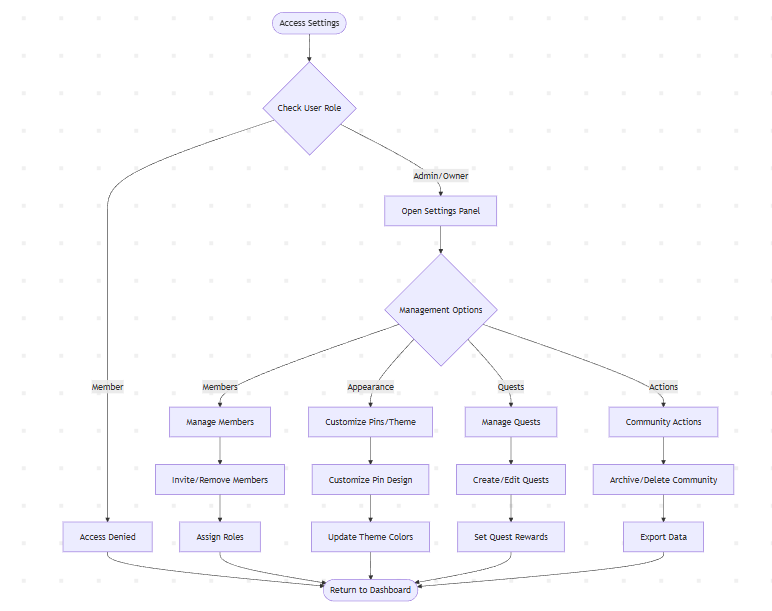 Access Settings
Check User Role
Admin/Owner
Open Settings Panel
Management Options
Member
Members
Appearance
Quests
Actions
Manage Members
Customize Pins/Theme
Manage Quests
Community Actions
Invite/Remove Members
Customize Pin Design
Create/Edit Quests
Archive/Delete Community
Access Denied
Assign Roles
Update Theme Colors
Set Quest Rewards
Export Data
Return to Dashboard